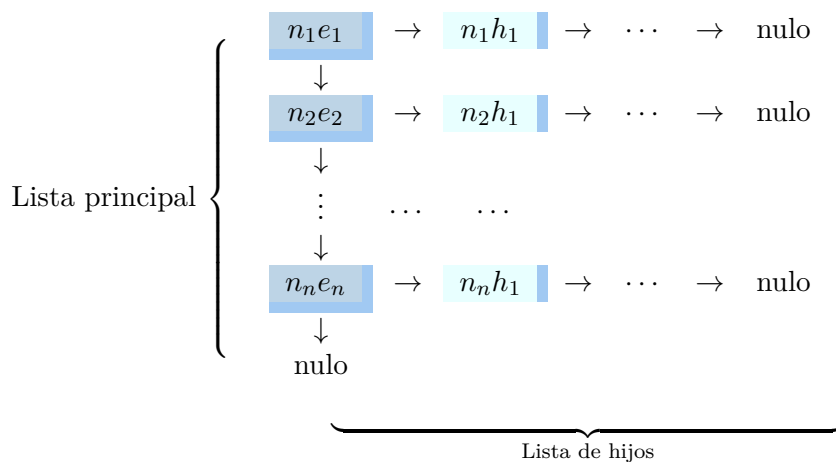 n₁e₁ → n₁h₁ → ⋯ → nulo
↓
n₂e₂ → n₂h₁ → ⋯ → nulo
↓
Lista principal ⋮ ⋯ ⋯
↓
nₙeₙ → nₙh₁ → ⋯ → nulo
↓
nulo
Lista de hijos